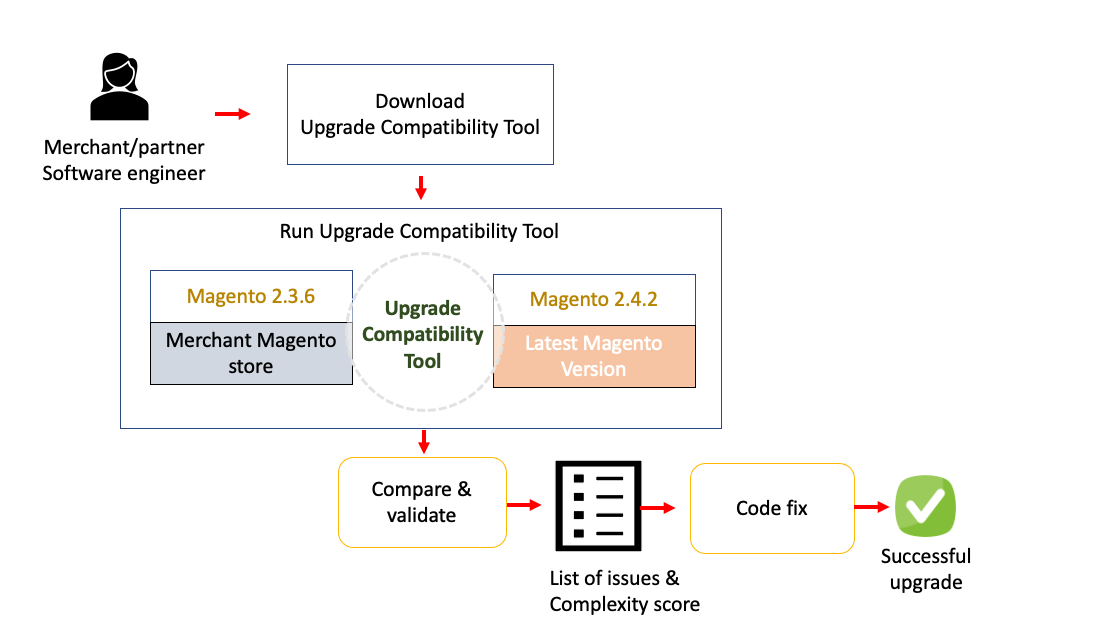 Merchant/partner
Software engineer
Download
Upgrade Compatibility Tool
Run Upgrade Compatibility Tool
Magento 2.3.6
Merchant Magento
store
Upgrade
Compatibility
Tool
Magento 2.4.2
Latest Magento
Version
Compare &
validate
List of issues &
Complexity score
Code fix
Successful
upgrade